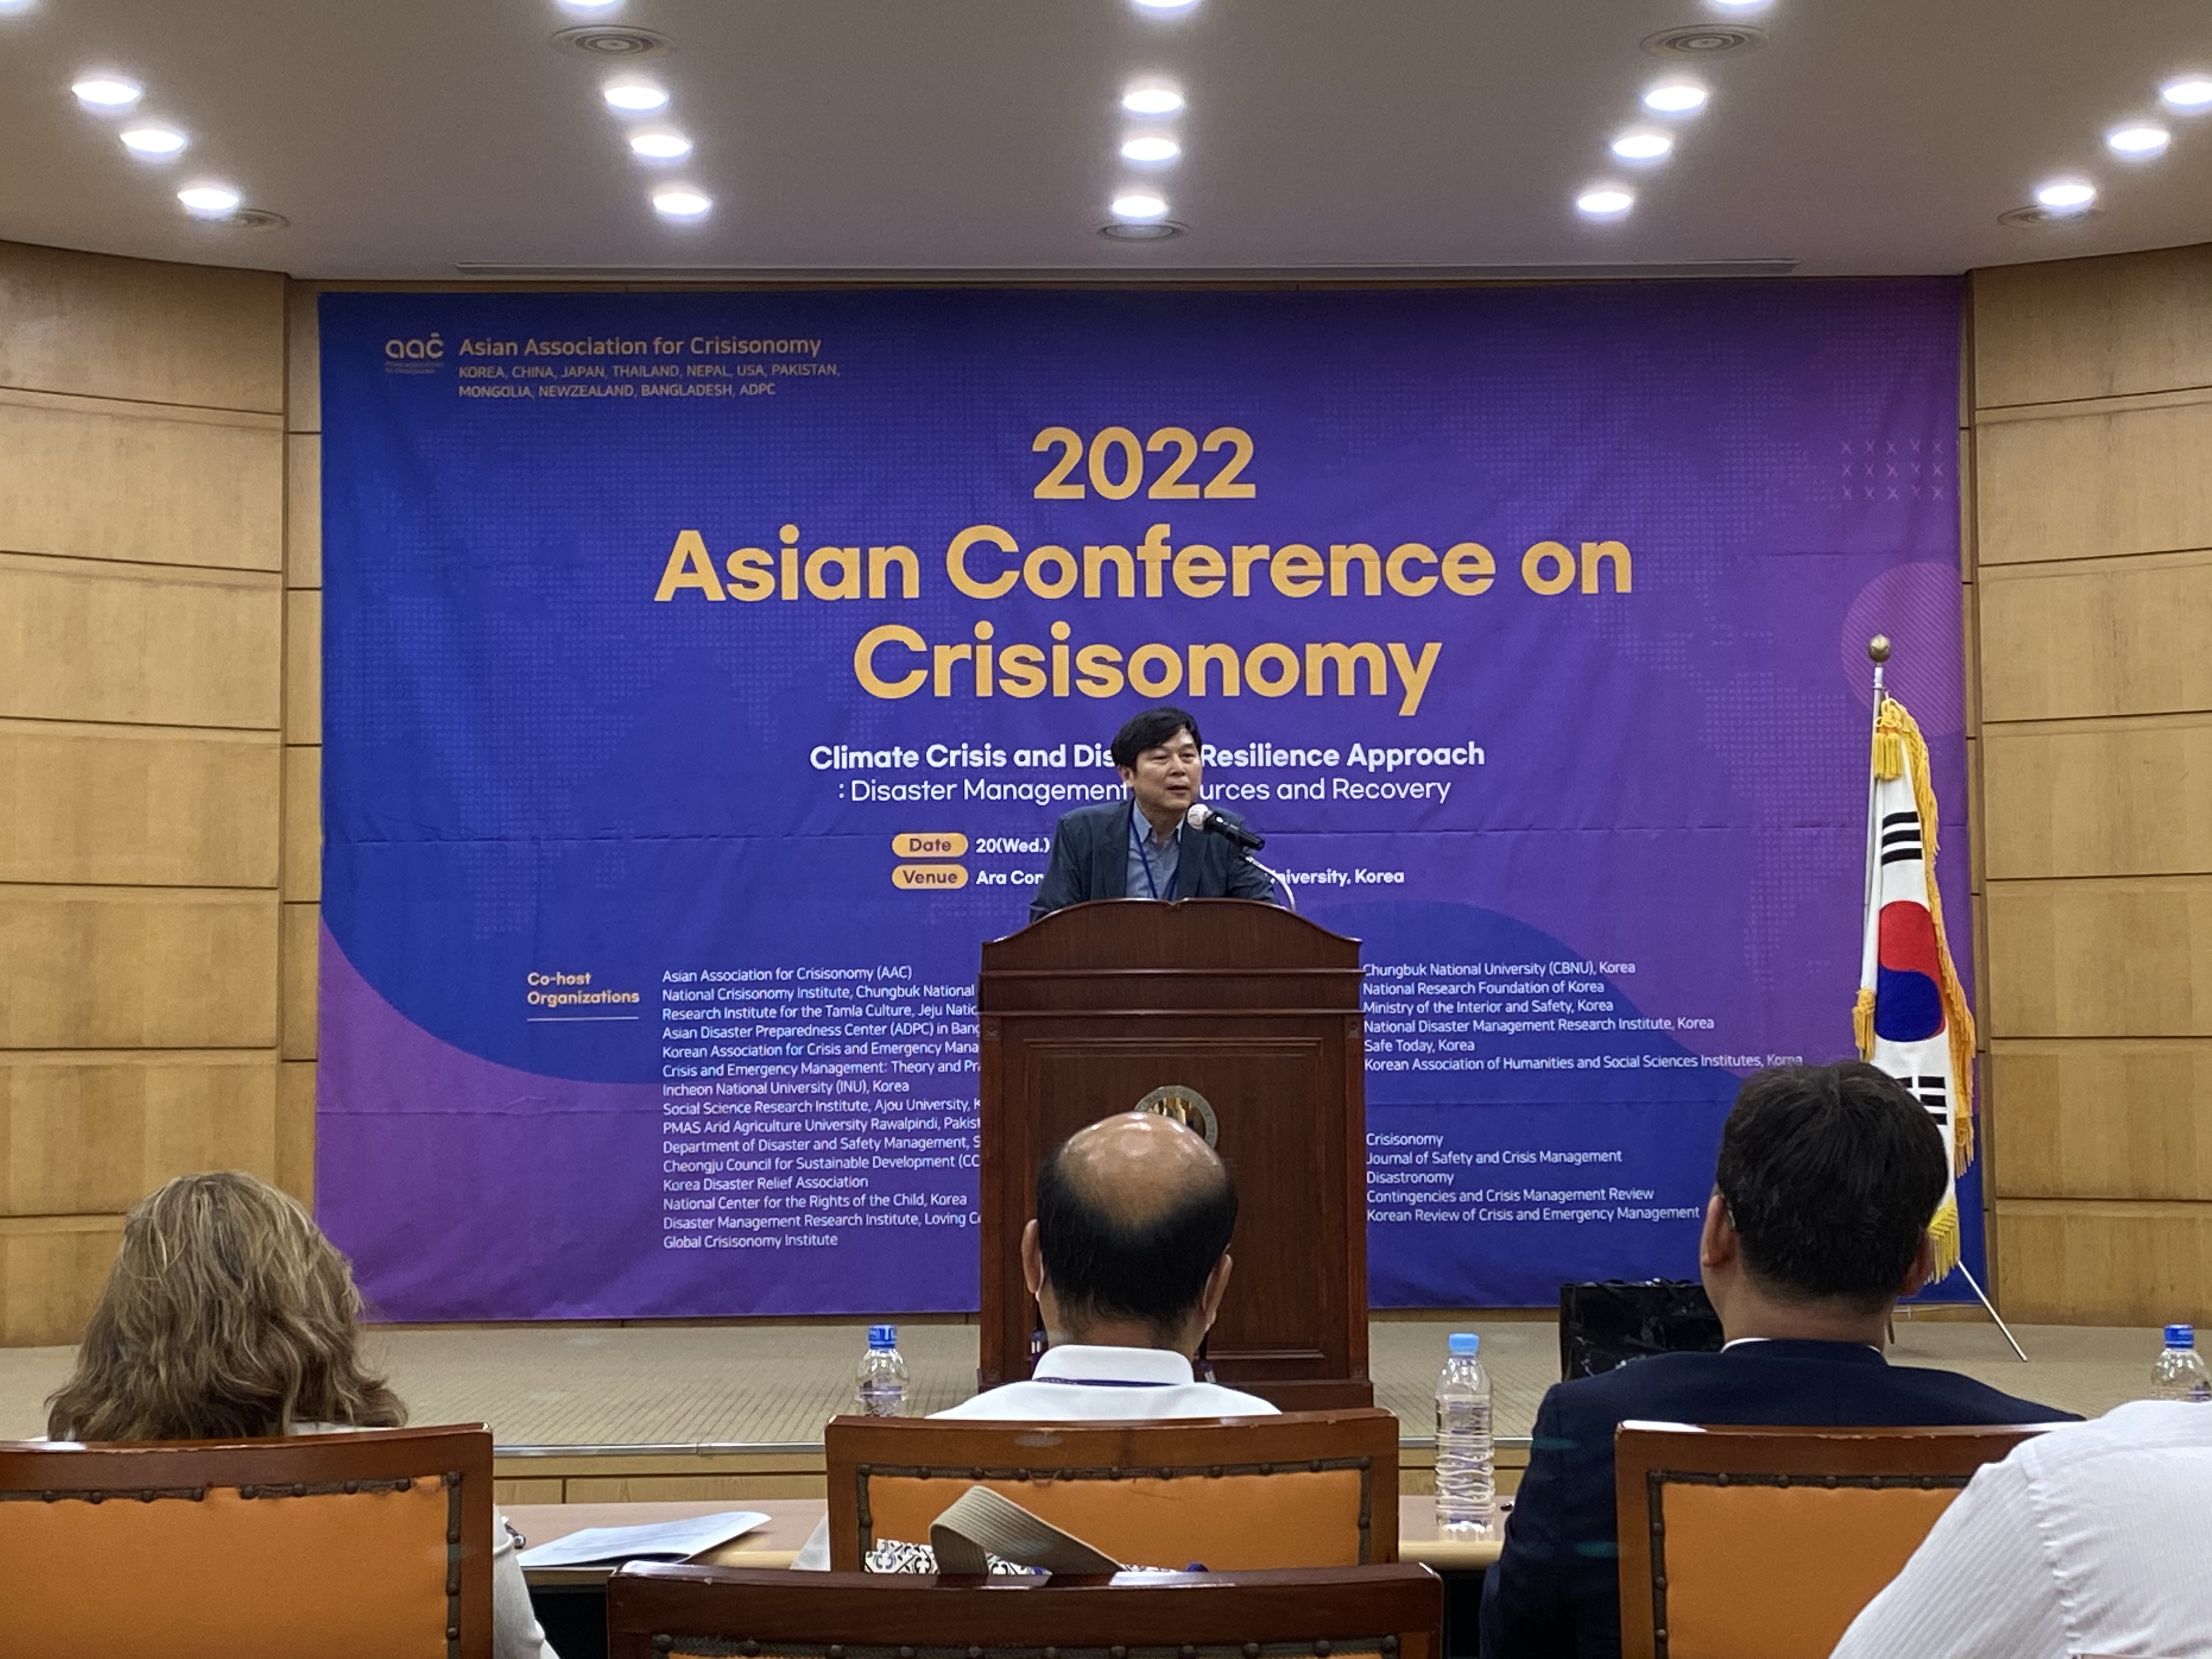 aac Asian Association for Crisisonomy
KOREA, CHINA, JAPAN, THAILAND, NEPAL, USA, PAKISTAN,
MONGOLIA, NEWZEALAND, BANGLADESH, ADPC
2022
Asian Conference on
Crisisonomy
Climate Crisis and Dis Resilience Approach
: Disaster Management urces and Recovery
Date 20(Wed.)
Venue Ara Con niversity, Korea
Co-host
Organizations
Asian Association for Crisisonomy (AAC)
National Crisisonomy Institute, Chungbuk National
Research Institute for the Tamla Culture, Jeju Natio
Asian Disaster Preparedness Center (ADPC) in Bang
Korean Association for Crisis and Emergency Mana
Crisis and Emergency Management: Theory and Pr
Incheon National University (INU), Korea
Social Science Research Institute, Ajou University, K
PMAS Arid Agriculture University Rawalpindi, Pakist
Department of Disaster and Safety Management, S
Cheongju Council for Sustainable Development (CC
Korea Disaster Relief Association
National Center for the Rights of the Child, Korea
Disaster Management Research Institute, Loving C
Global Crisisonomy Institute
Chungbuk National University (CBNU), Korea
National Research Foundation of Korea
Ministry of the Interior and Safety, Korea
National Disaster Management Research Institute, Korea
Safe Today, Korea
Korean Association of Humanities and Social Sciences Institutes, Korea
Crisisonomy
Journal of Safety and Crisis Management
Disastronomy
Contingencies and Crisis Management Review
Korean Review of Crisis and Emergency Management